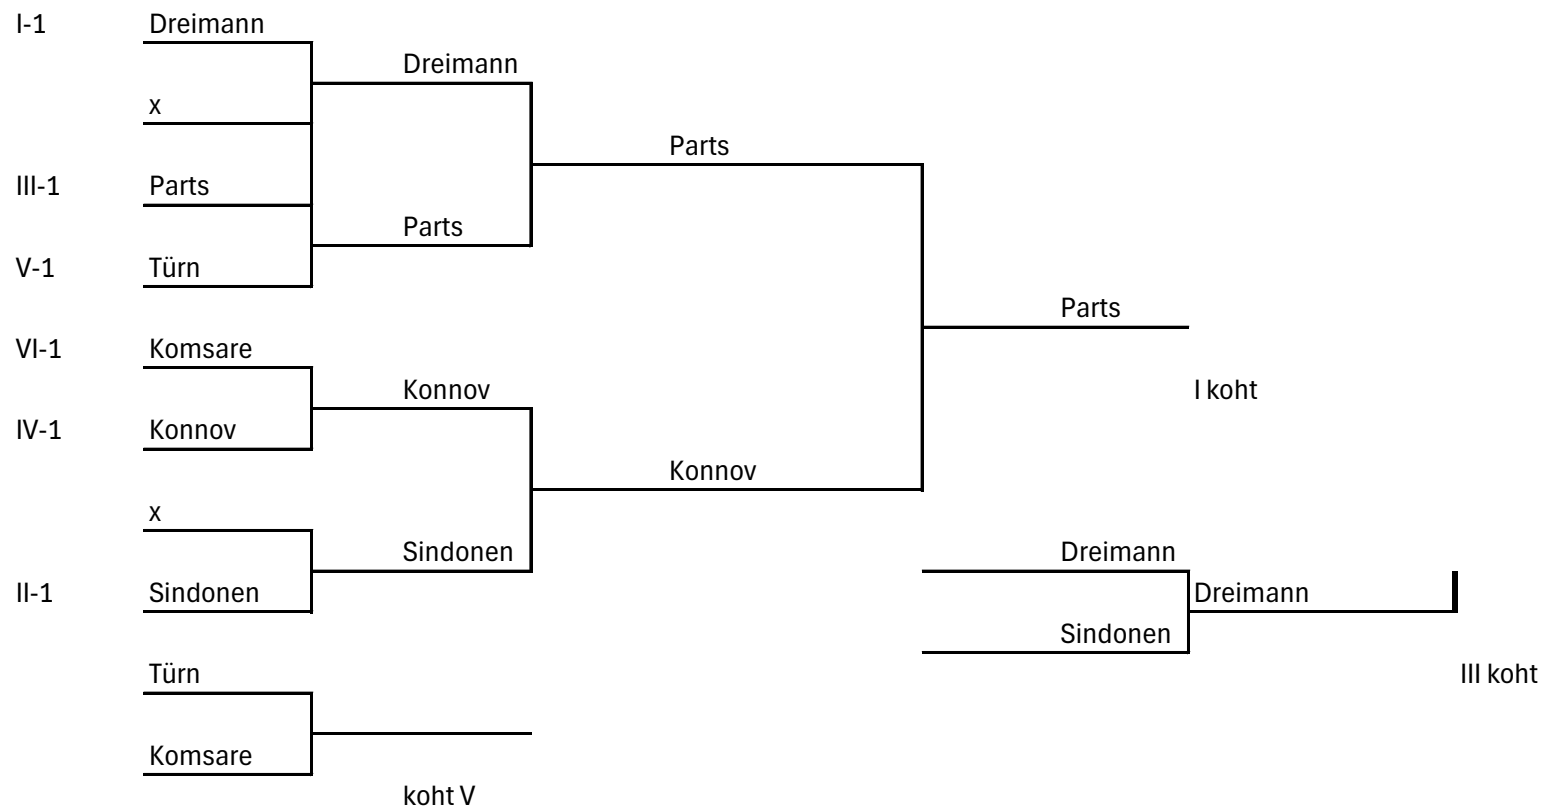 I-1 Dreimann
Dreimann
x
Parts
III-1 Parts
Parts
V-1 Türn
Parts
VI-1 Komsare
Konnov I koht
IV-1 Konnov
Konnov
x
Sindonen Dreimann
II-1 Sindonen Dreimann
Sindonen
Türn III koht
Komsare
koht V